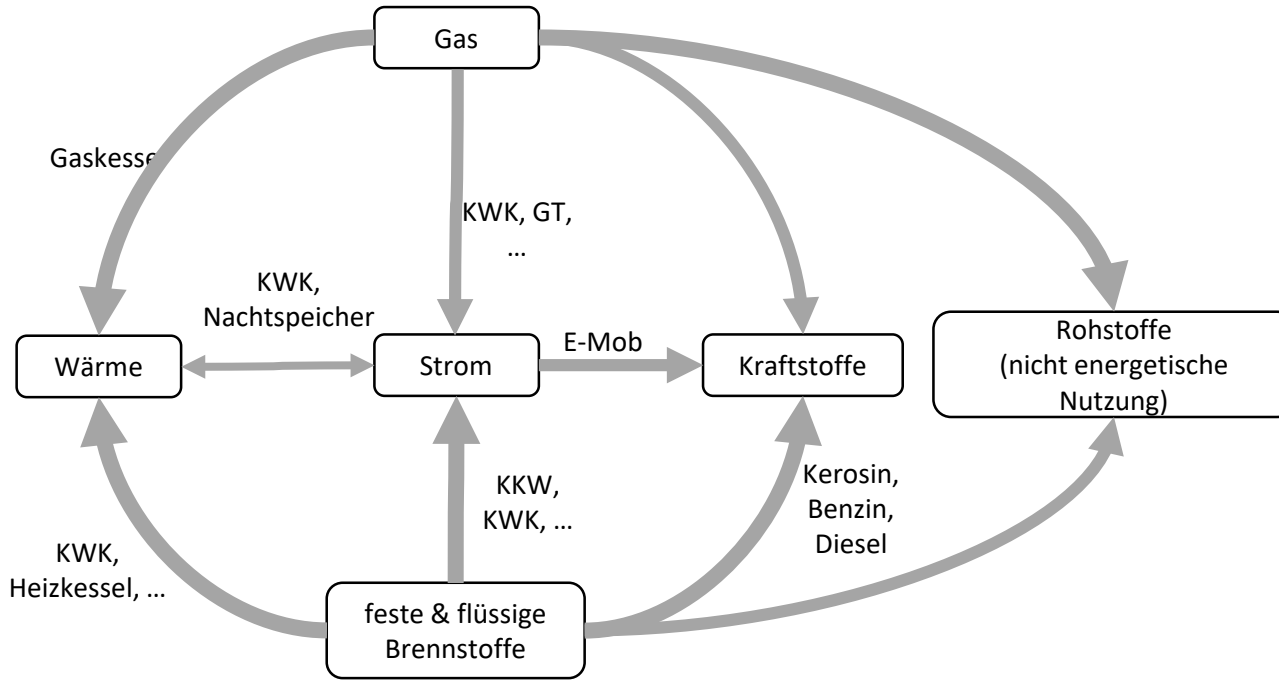 Gas
Gaskesse
KWK, GT,
...
KWK,
Nachtspeicher
Wärme
Strom
E-Mob
Kraftstoffe
Rohstoffe
(nicht energetische
Nutzung)
KWK,
Heizkessel, ...
KKW,
KWK, ...
Kerosin,
Benzin,
Diesel
feste & flüssige
Brennstoffe